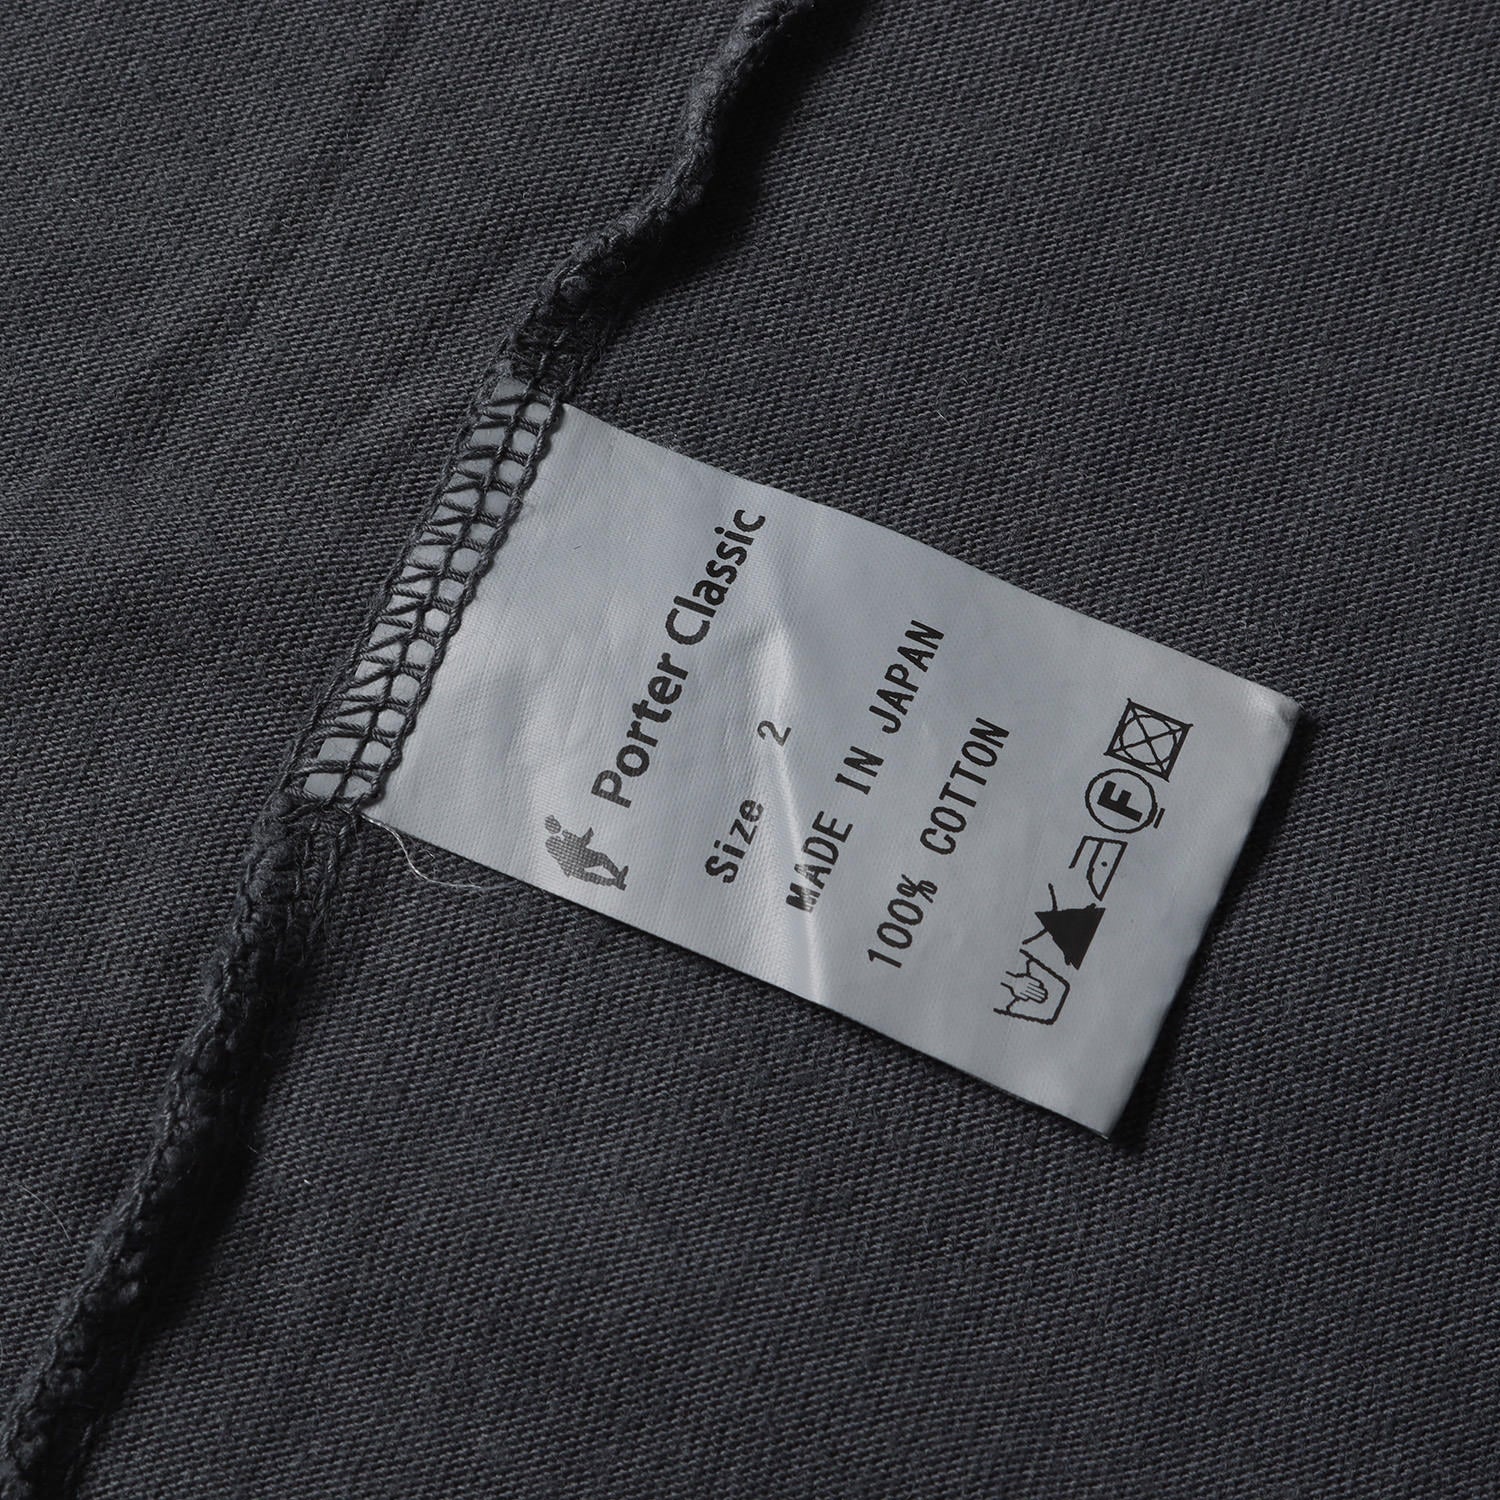 Porter Classic
Size 2
MADE IN JAPAN
100% COTTON
F